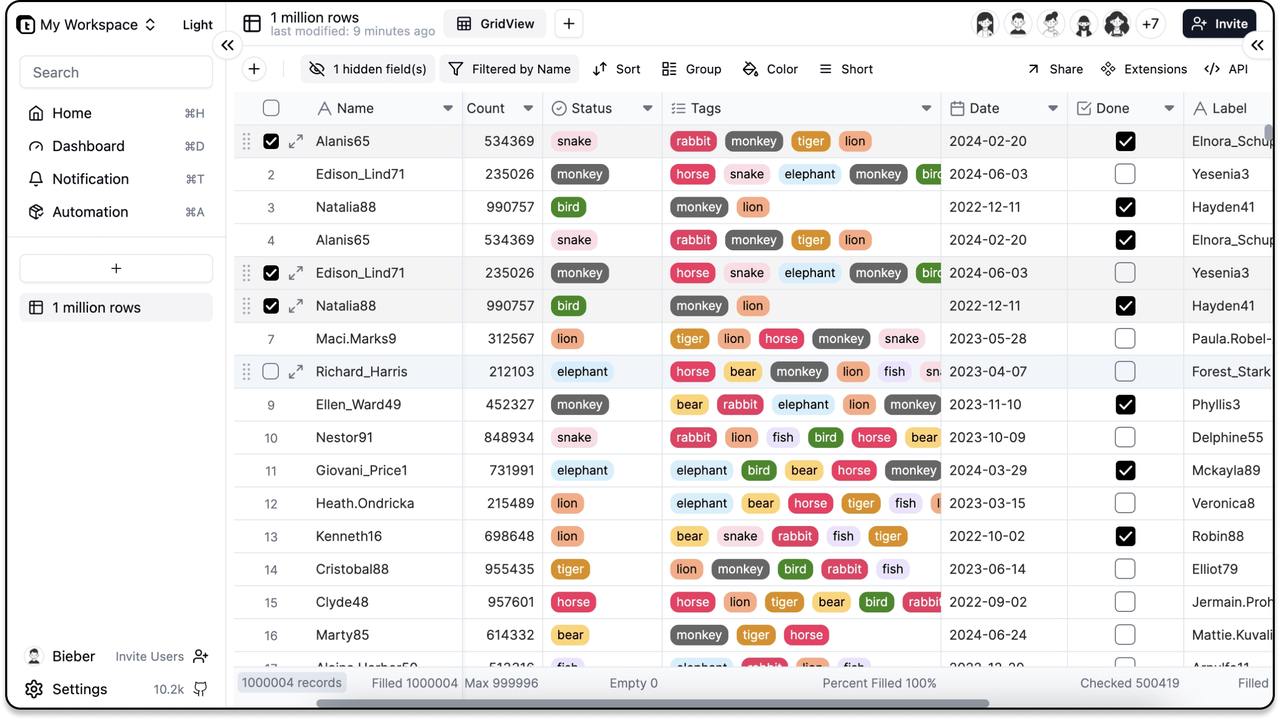 My Workspace Light
Search
Home ⌘H
Dashboard ⌘D
Notification ⌘T
Automation ⌘A
+
1 million rows
Bieber Invite Users
Settings 10.2k
1 million rows
last modified: 9 minutes ago
GridView +
+7 Invite
+ 1 hidden field(s) Filtered by Name Sort Group Color Short Share Extensions API
Name Count Status Tags Date Done Label
Alanis65 534369 snake rabbit monkey tiger lion 2024-02-20
2 Edison_Lind71 235026 monkey horse snake elephant monkey 2024-06-03 Yesenia3
3 Natalia88 990757 bird monkey lion 2022-12-11 Hayden41
4 Alanis65 534369 snake rabbit monkey tiger lion 2024-02-20
Edison_Lind71 235026 monkey horse snake elephant monkey 2024-06-03 Yesenia3
Natalia88 990757 bird monkey lion 2022-12-11 Hayden41
7 Maci.Marks9 312567 lion tiger lion horse monkey snake 2023-05-28 Paula.Robel-
Richard_Harris 212103 elephant horse bear monkey lion fish 2023-04-07 Forest_Stark
9 Ellen_Ward49 452327 monkey bear rabbit elephant lion monkey 2023-11-10 Phyllis3
10 Nestor91 848934 snake rabbit lion fish bird horse bear 2023-10-09 Delphine55
11 Giovani_Price1 731991 elephant elephant bird bear horse monkey 2024-03-29 Mckayla89
12 Heath.Ondricka 215489 lion elephant bear horse tiger fish 2023-03-15 Veronica8
13 Kenneth16 698648 lion bear snake rabbit fish tiger 2022-10-02 Robin88
14 Cristobal88 955435 tiger lion monkey bird rabbit fish 2023-06-14 Elliot79
15 Clyde48 957601 horse horse lion tiger bear bird rabbit 2022-09-02 Jermain.Proh
16 Marty85 614332 bear monkey tiger horse 2024-06-24 Mattie.Kuvali
1000004 records Filled 1000004 Max 999996 Empty 0 Percent Filled 100% Checked 500419 Filled